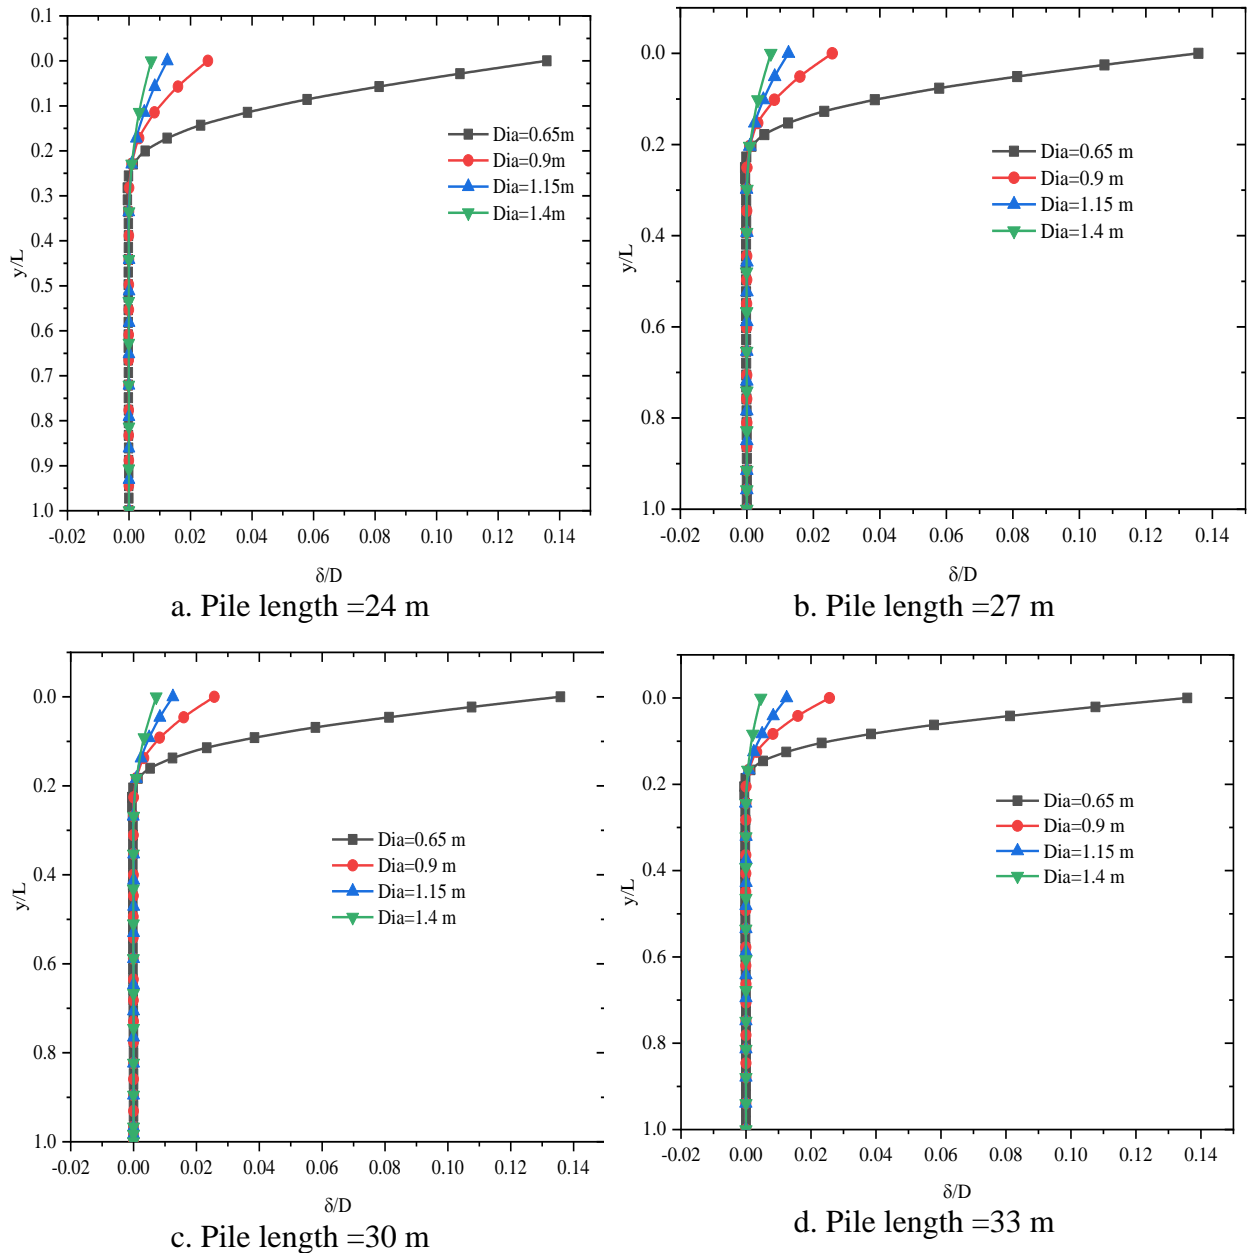 0.1
0.0
0.1
0.2
0.3
0.4
0.5
0.6
0.7
0.8
0.9
1.0
y/L
Dia=0.65m
Dia=0.9m
Dia=1.15m
Dia=1.4m
-0.02 0.00 0.02 0.04 0.06 0.08 0.10 0.12 0.14
δ/D
a. Pile length =24 m
0.0
0.2
0.4
0.6
0.8
1.0
y/L
Dia=0.65 m
Dia=0.9 m
Dia=1.15 m
Dia=1.4 m
-0.02 0.00 0.02 0.04 0.06 0.08 0.10 0.12 0.14
δ/D
b. Pile length =27 m
0.0
0.2
0.4
0.6
0.8
1.0
y/L
Dia=0.65 m
Dia=0.9 m
Dia=1.15 m
Dia=1.4 m
-0.02 0.00 0.02 0.04 0.06 0.08 0.10 0.12 0.14
δ/D
c. Pile length =30 m
0.0
0.2
0.4
0.6
0.8
1.0
y/L
Dia=0.65 m
Dia=0.9 m
Dia=1.15 m
Dia=1.4 m
-0.02 0.00 0.02 0.04 0.06 0.08 0.10 0.12 0.14
δ/D
d. Pile length =33 m